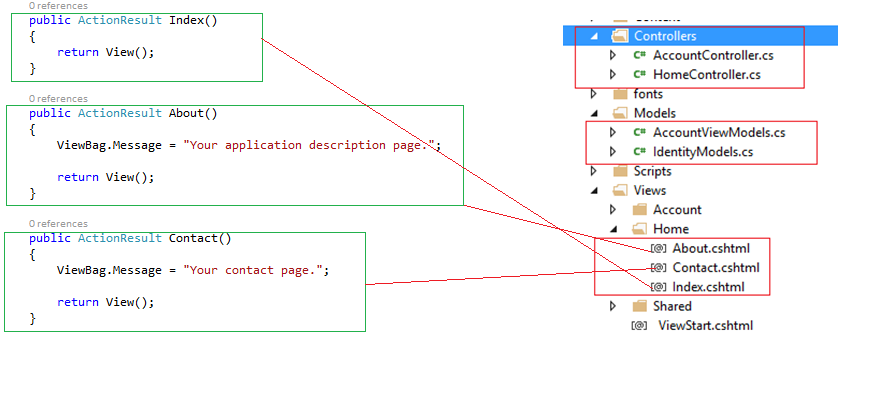 0 references
public ActionResult Index()
{
return View();
}
0 references
public ActionResult About()
{
ViewBag.Message = "Your application description page.";
return View();
}
0 references
public ActionResult Contact()
{
ViewBag.Message = "Your contact page.";
return View();
}
Controllers
C# AccountController.cs
C# HomeController.cs
fonts
Models
C# AccountViewModels.cs
C# IdentityModels.cs
Scripts
Views
Account
Home
[@] About.cshtml
[@] Contact.cshtml
[@] Index.cshtml
Shared
[@] ViewStart.cshtml